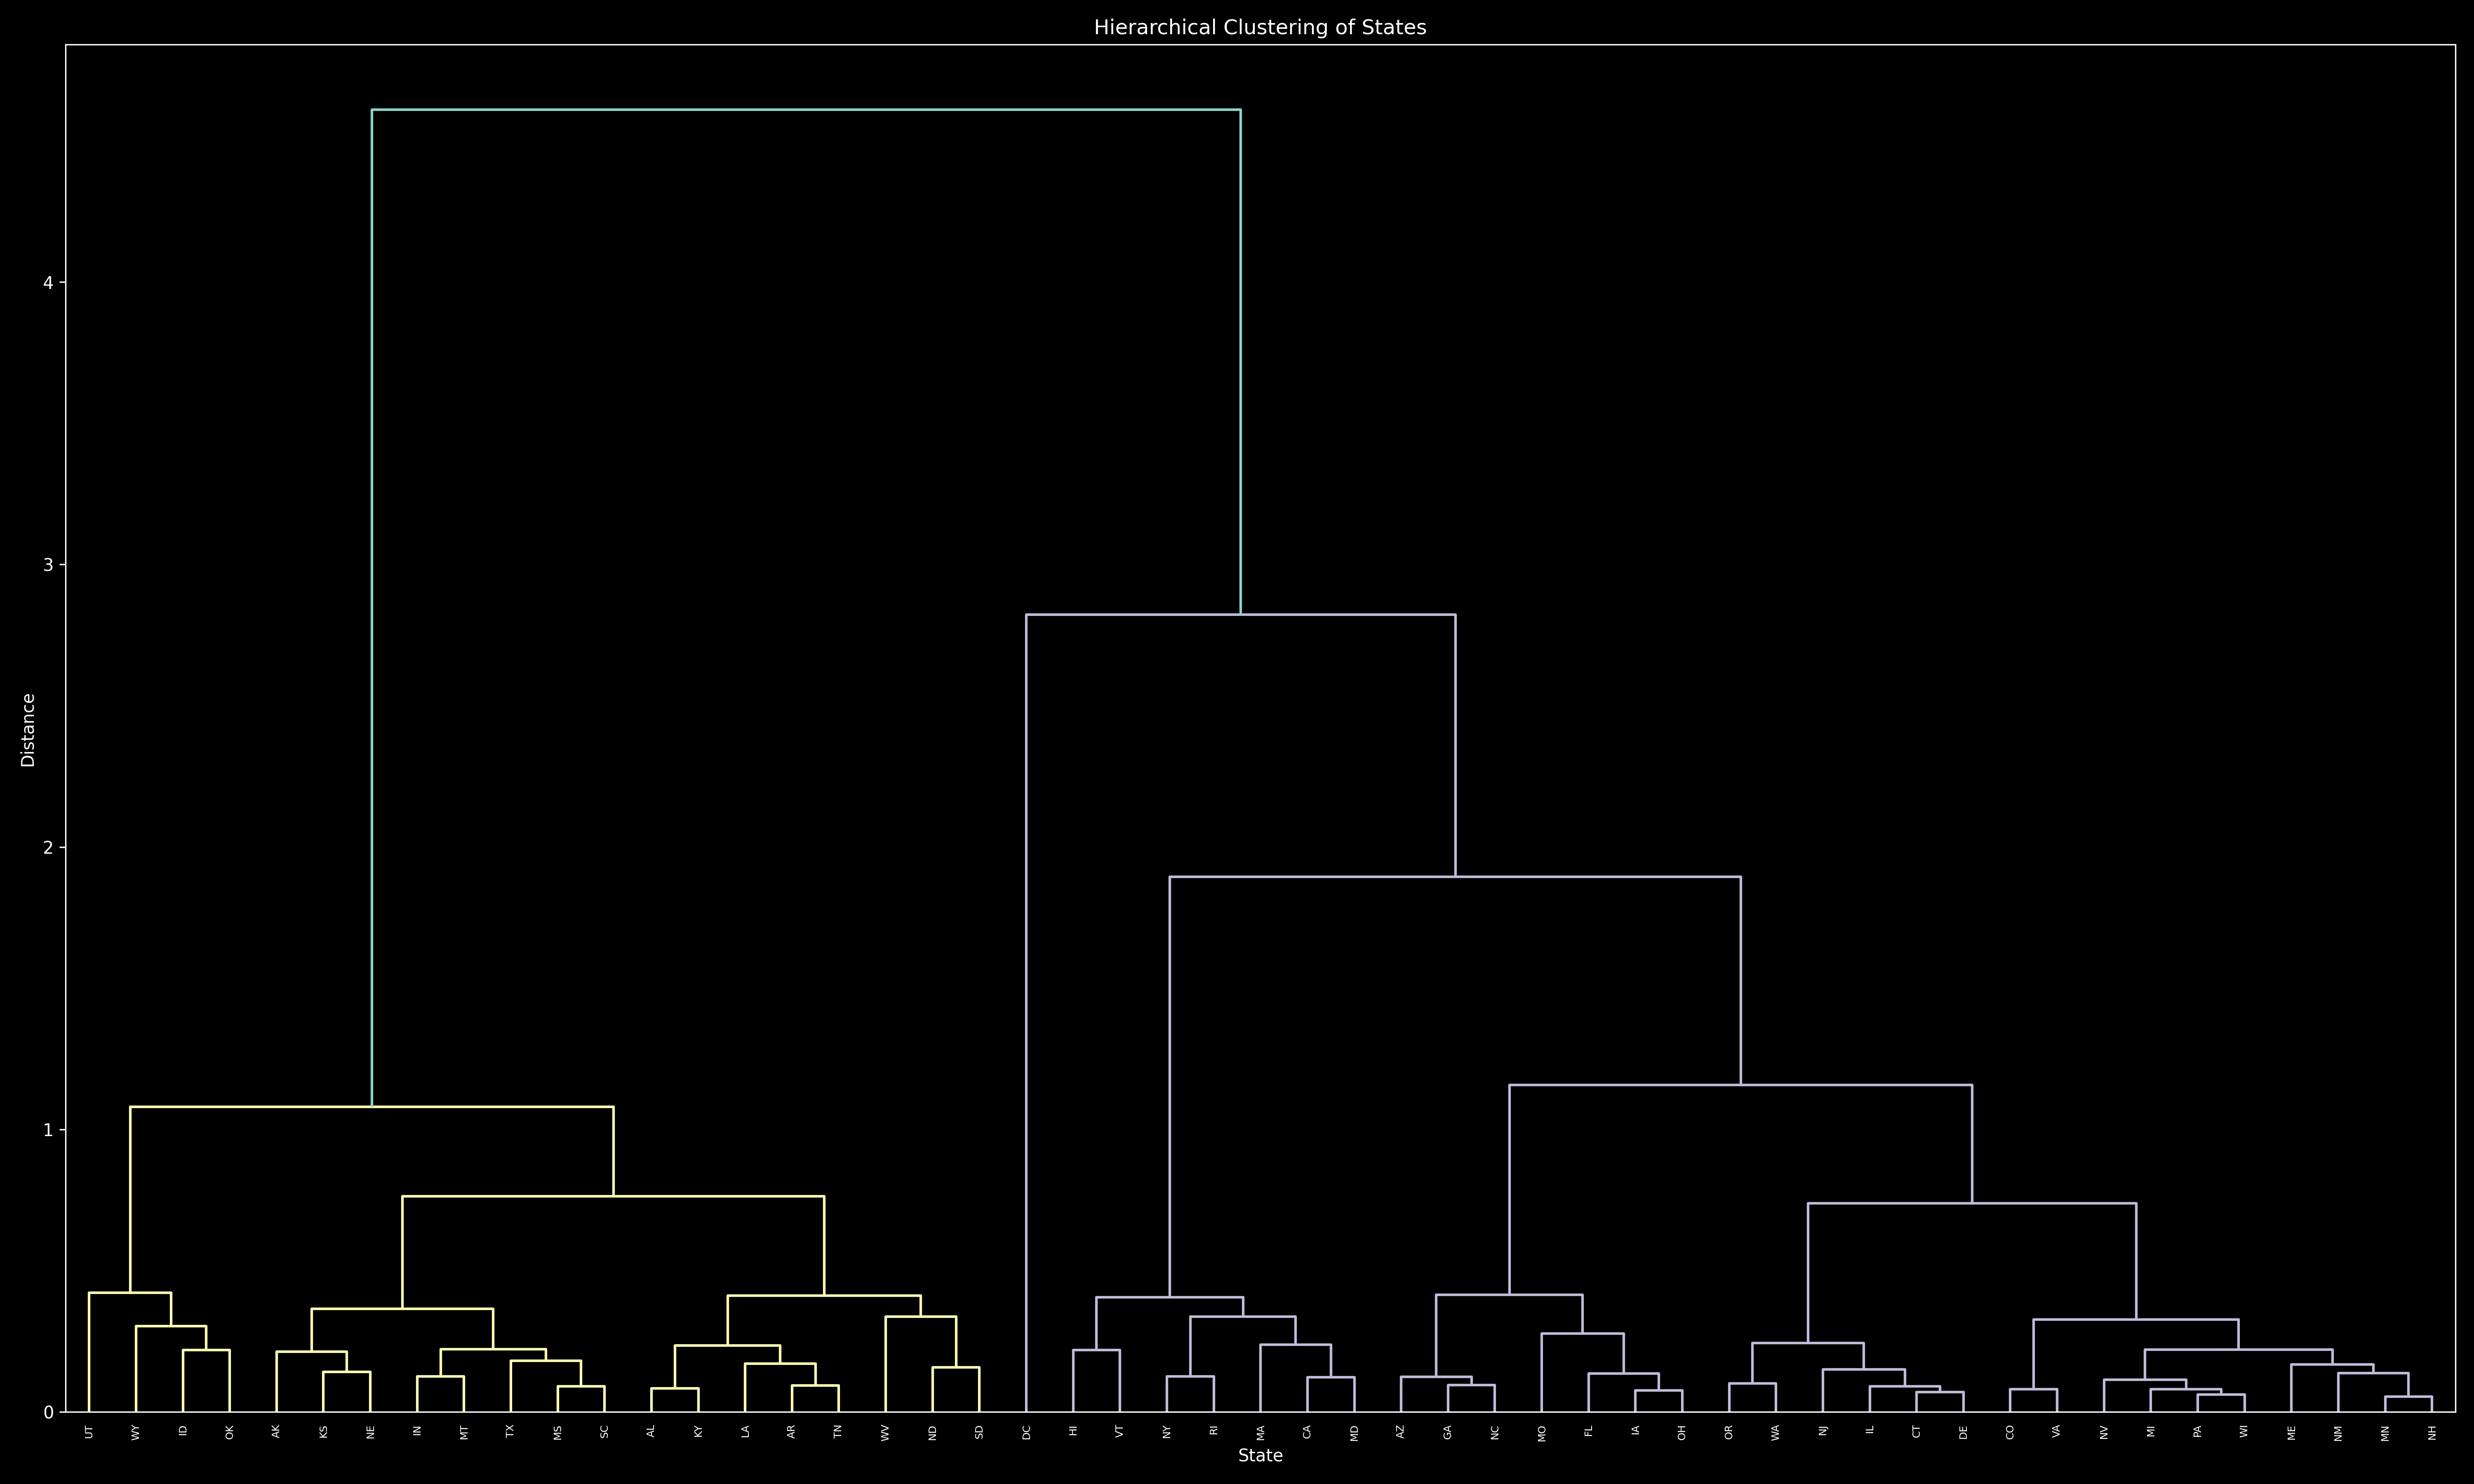 Hierarchical Clustering of States
Distance
4
3
2
1
0
UT WY ID OK AK KS NE IN MT TX MS SC AL KY LA AR TN WV ND SD DC HI VT NY RI MA CA MD AZ GA NC MO FL IA OH OR WA NJ IL CT DE CO VA NV MI PA WI ME NM MN NH
State